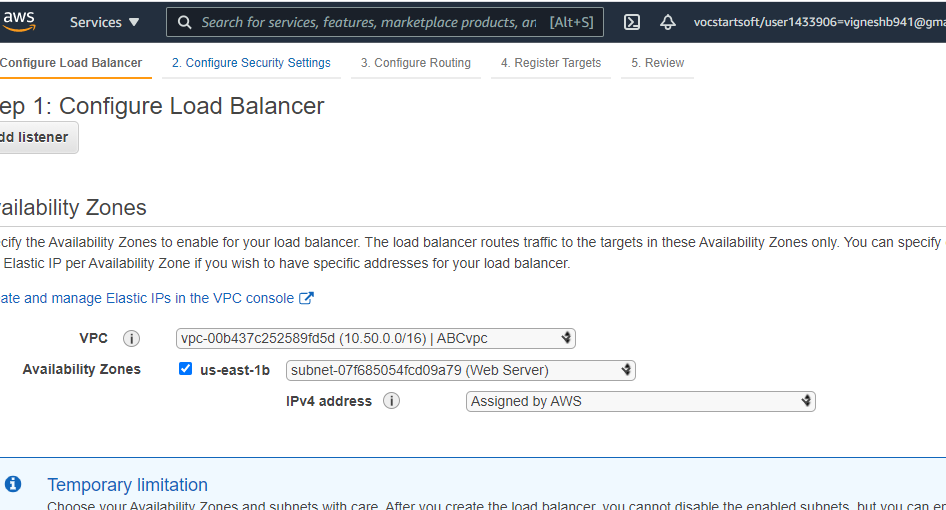 aws Services Search for services, features, marketplace products, an [Alt+S] vocstartsoft/user1433906=vigneshb941@gma
Configure Load Balancer 2. Configure Security Settings 3. Configure Routing 4. Register Targets 5. Review
ep 1: Configure Load Balancer
dd listener
ailability Zones
cify the Availability Zones to enable for your load balancer. The load balancer routes traffic to the targets in these Availability Zones only. You can specify
Elastic IP per Availability Zone if you wish to have specific addresses for your load balancer.
ate and manage Elastic IPs in the VPC console
VPC i vpc-00b437c252589fd5d (10.50.0.0/16) | ABCvpc
Availability Zones us-east-1b subnet-07f685054fcd09a79 (Web Server)
IPv4 address i Assigned by AWS
Temporary limitation
Choose your Availability Zones and subnets with care. After you create the load balancer, you cannot disable the enabled subnets, but you can en